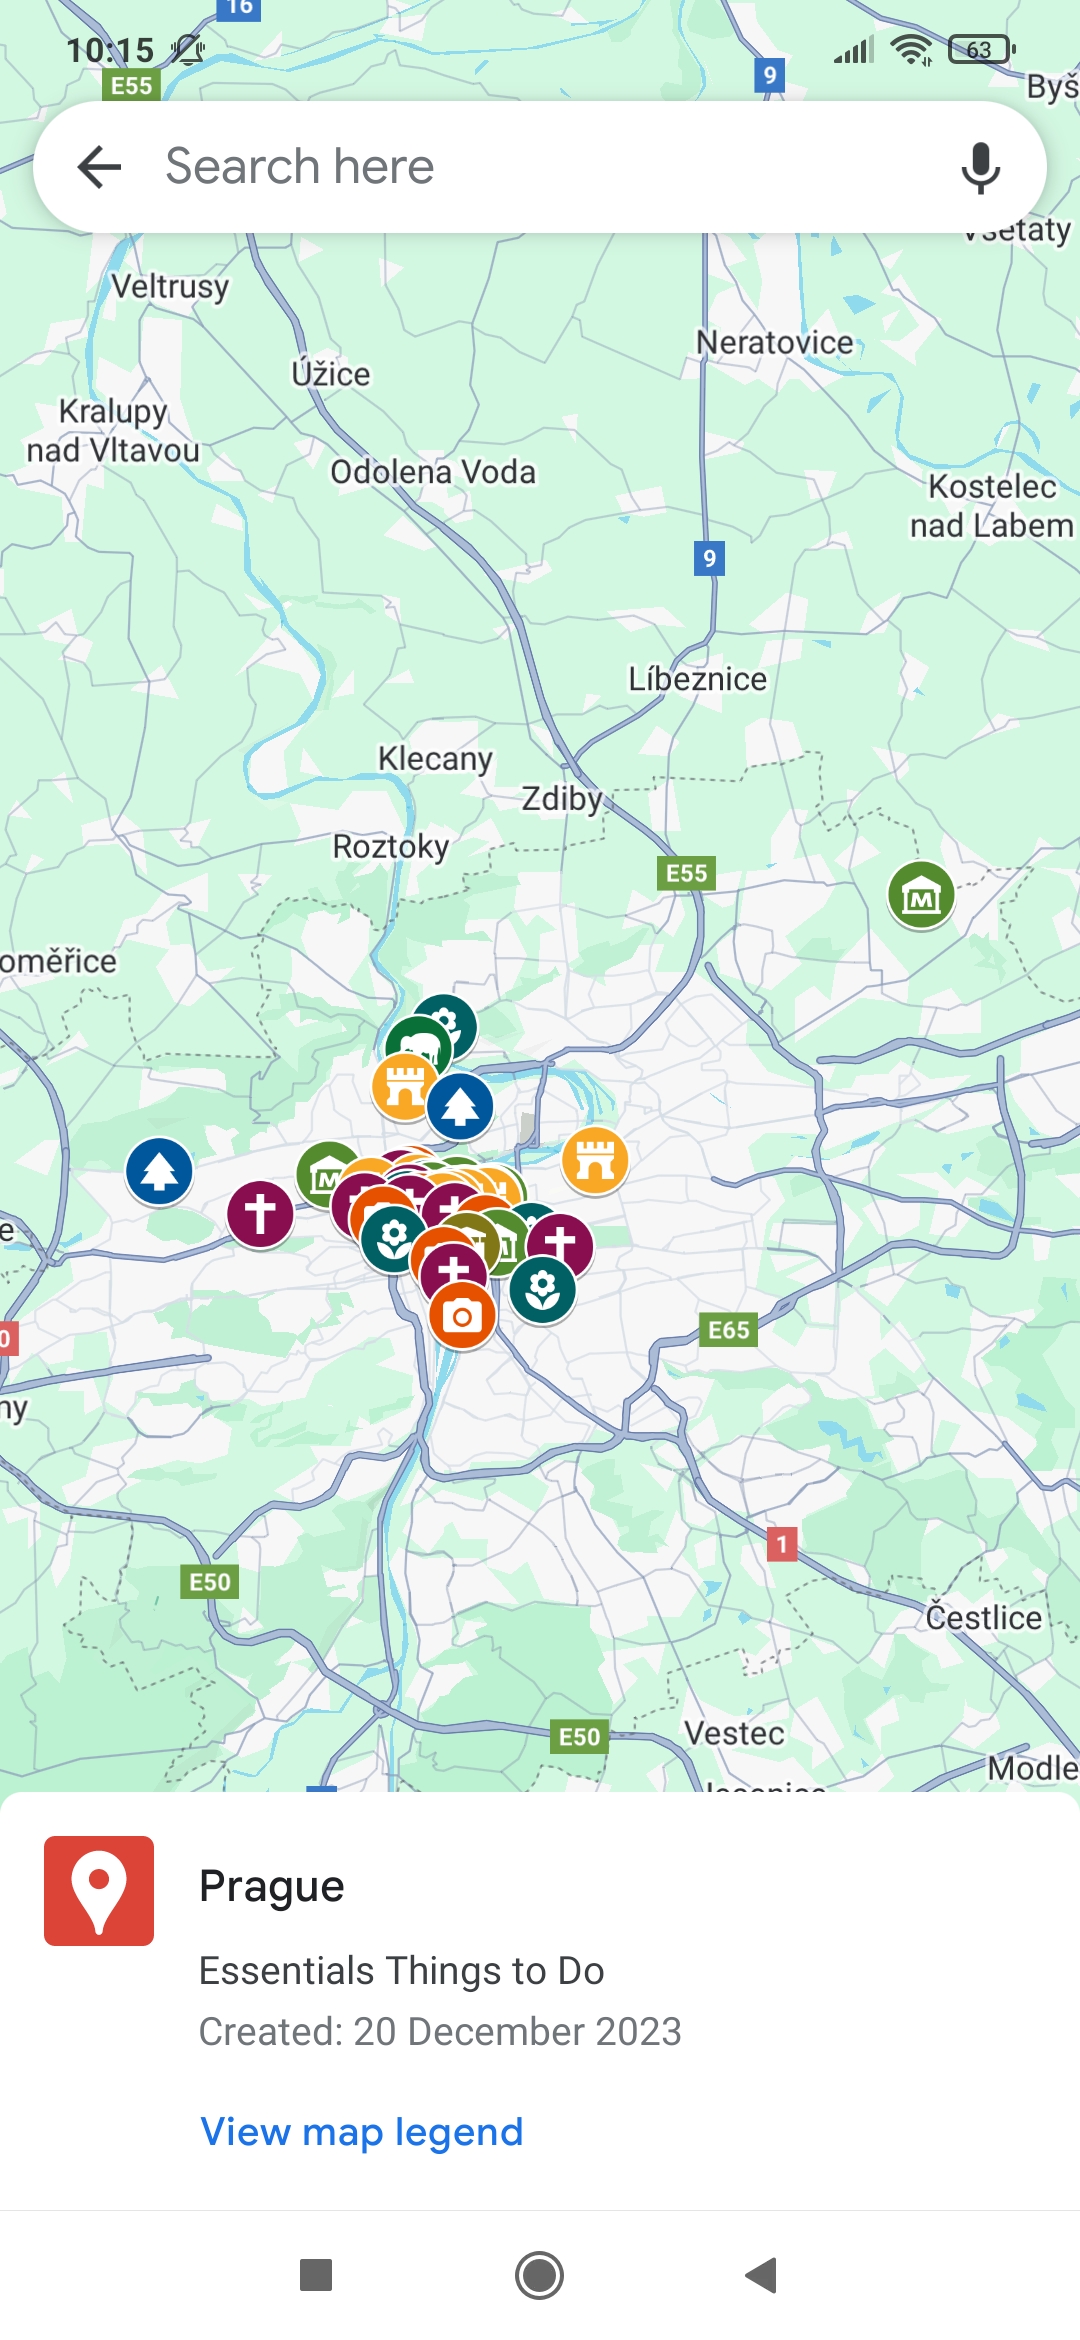 16
10:15
63
E55
9
Byš
Search here
Všetaty
Veltrusy
Neratovice
Úžice
Kralupy
nad Vltavou
Odolena Voda
Kostelec
nad Labem
9
Líbeznice
Klecany
Zdiby
Roztoky
E55
M
oměřice
M
e
E65
0
ny
1
E50
Čestlice
E50
Vestec
Modle
Prague
Essentials Things to Do
Created: 20 December 2023
View map legend